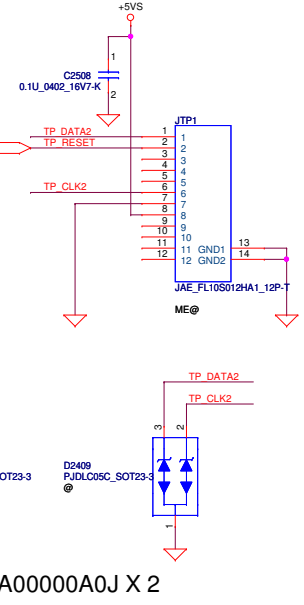 +5VS
1
C2508
0.1U_0402_16V7-K
2
JTP1
TP_DATA2 1 1
TP_RESET 2 2
3 3
4 4
5 5
TP_CLK2 6 6
7 7
8 8
9 9
10 10
11 11 GND1 13
12 12 GND2 14
JAE_FL10S012HA1_12P-T
ME@
TP_DATA2
TP_CLK2
3 2
D2409
OT23-3 PJDLC05C_SOT23-3
@
1
A00000A0J X 2